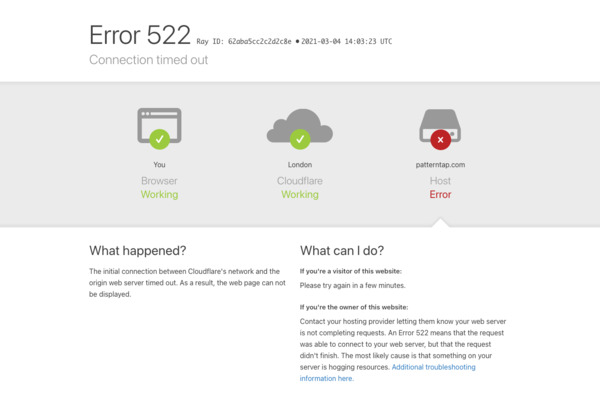 Error 522 Ray ID: 62aba5cc2c2d2c8e • 2021-03-04 14:03:23 UTC
Connection timed out
You
Browser
Working
London
Cloudflare
Working
patterntap.com
Host
Error
What happened?
The initial connection between Cloudflare's network and the
origin web server timed out. As a result, the web page can not
be displayed.
What can I do?
If you're a visitor of this website:
Please try again in a few minutes.
If you're the owner of this website:
Contact your hosting provider letting them know your web server
is not completing requests. An Error 522 means that the request
was able to connect to your web server, but that the request
didn't finish. The most likely cause is that something on your
server is hogging resources. Additional troubleshooting
information here.